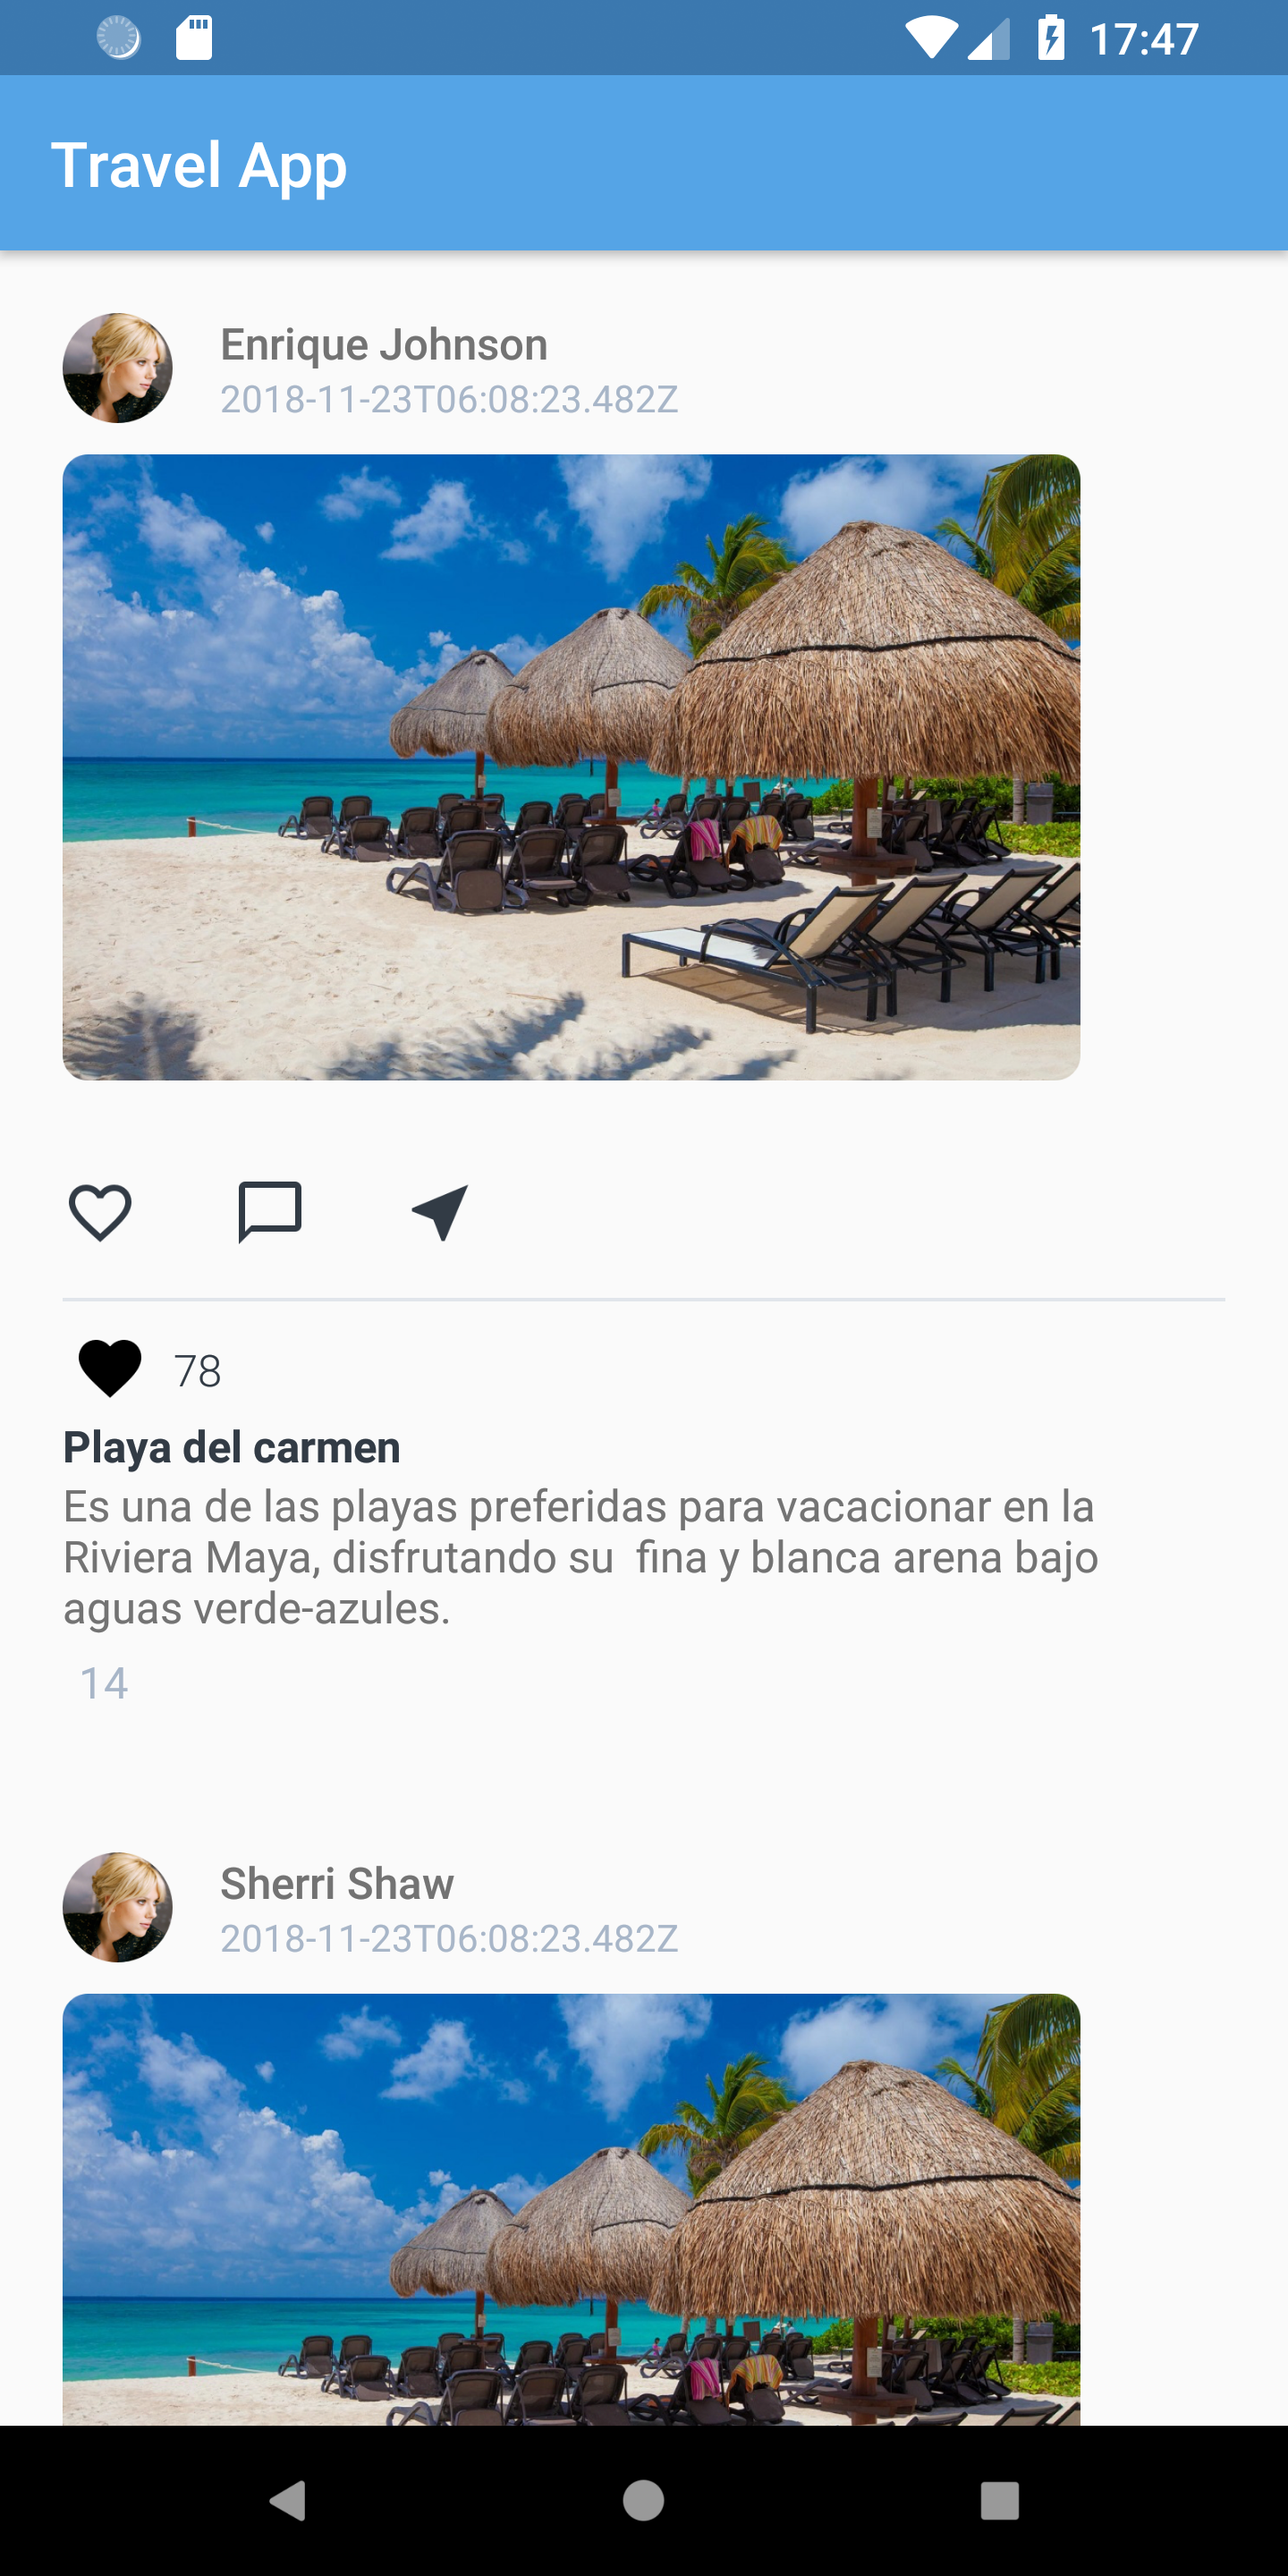 17:47
Travel App
Enrique Johnson
2018-11-23T06:08:23.482Z
78
Playa del carmen
Es una de las playas preferidas para vacacionar en la
Riviera Maya, disfrutando su  fina y blanca arena bajo
aguas verde-azules.
14
Sherri Shaw
2018-11-23T06:08:23.482Z